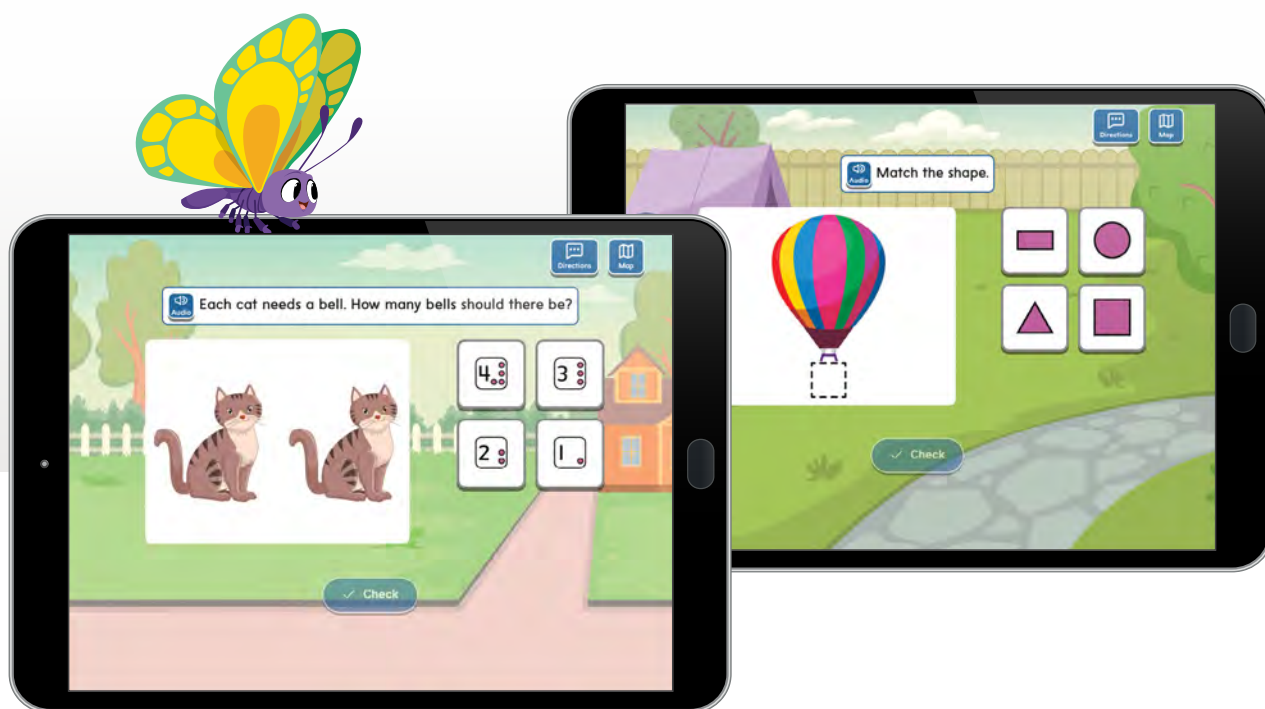 Directions
Map
Audio
Each cat needs a bell. How many bells should there be?
4
3
2
1
Check
Directions
Map
Audio
Match the shape.
Check